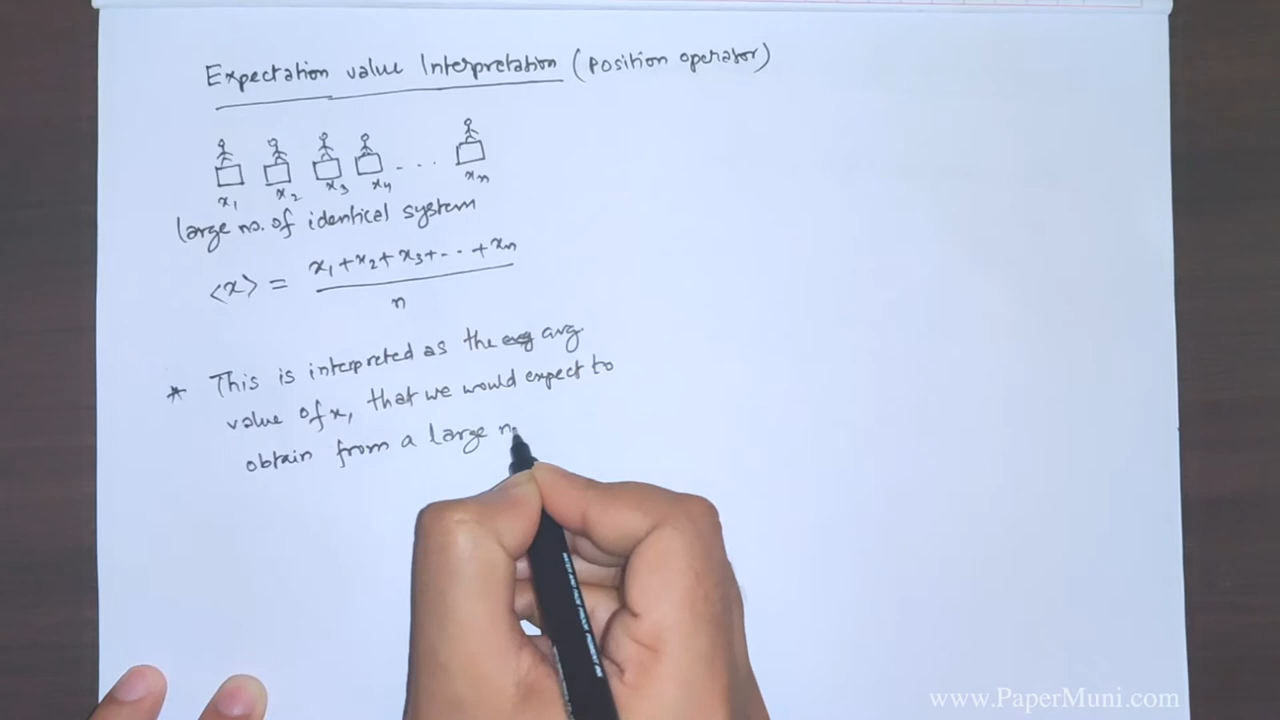 Expectation value Interpretation (Position operator)
x₁ x₂ x₃ x₄ - . . . xₙ
large no. of identical system
<x> = x₁+x₂+x₃+-..+xₙ
n
* This is interpreted as the avg
value of x, that we would expect to
obtain from a large
www.PaperMuni.com